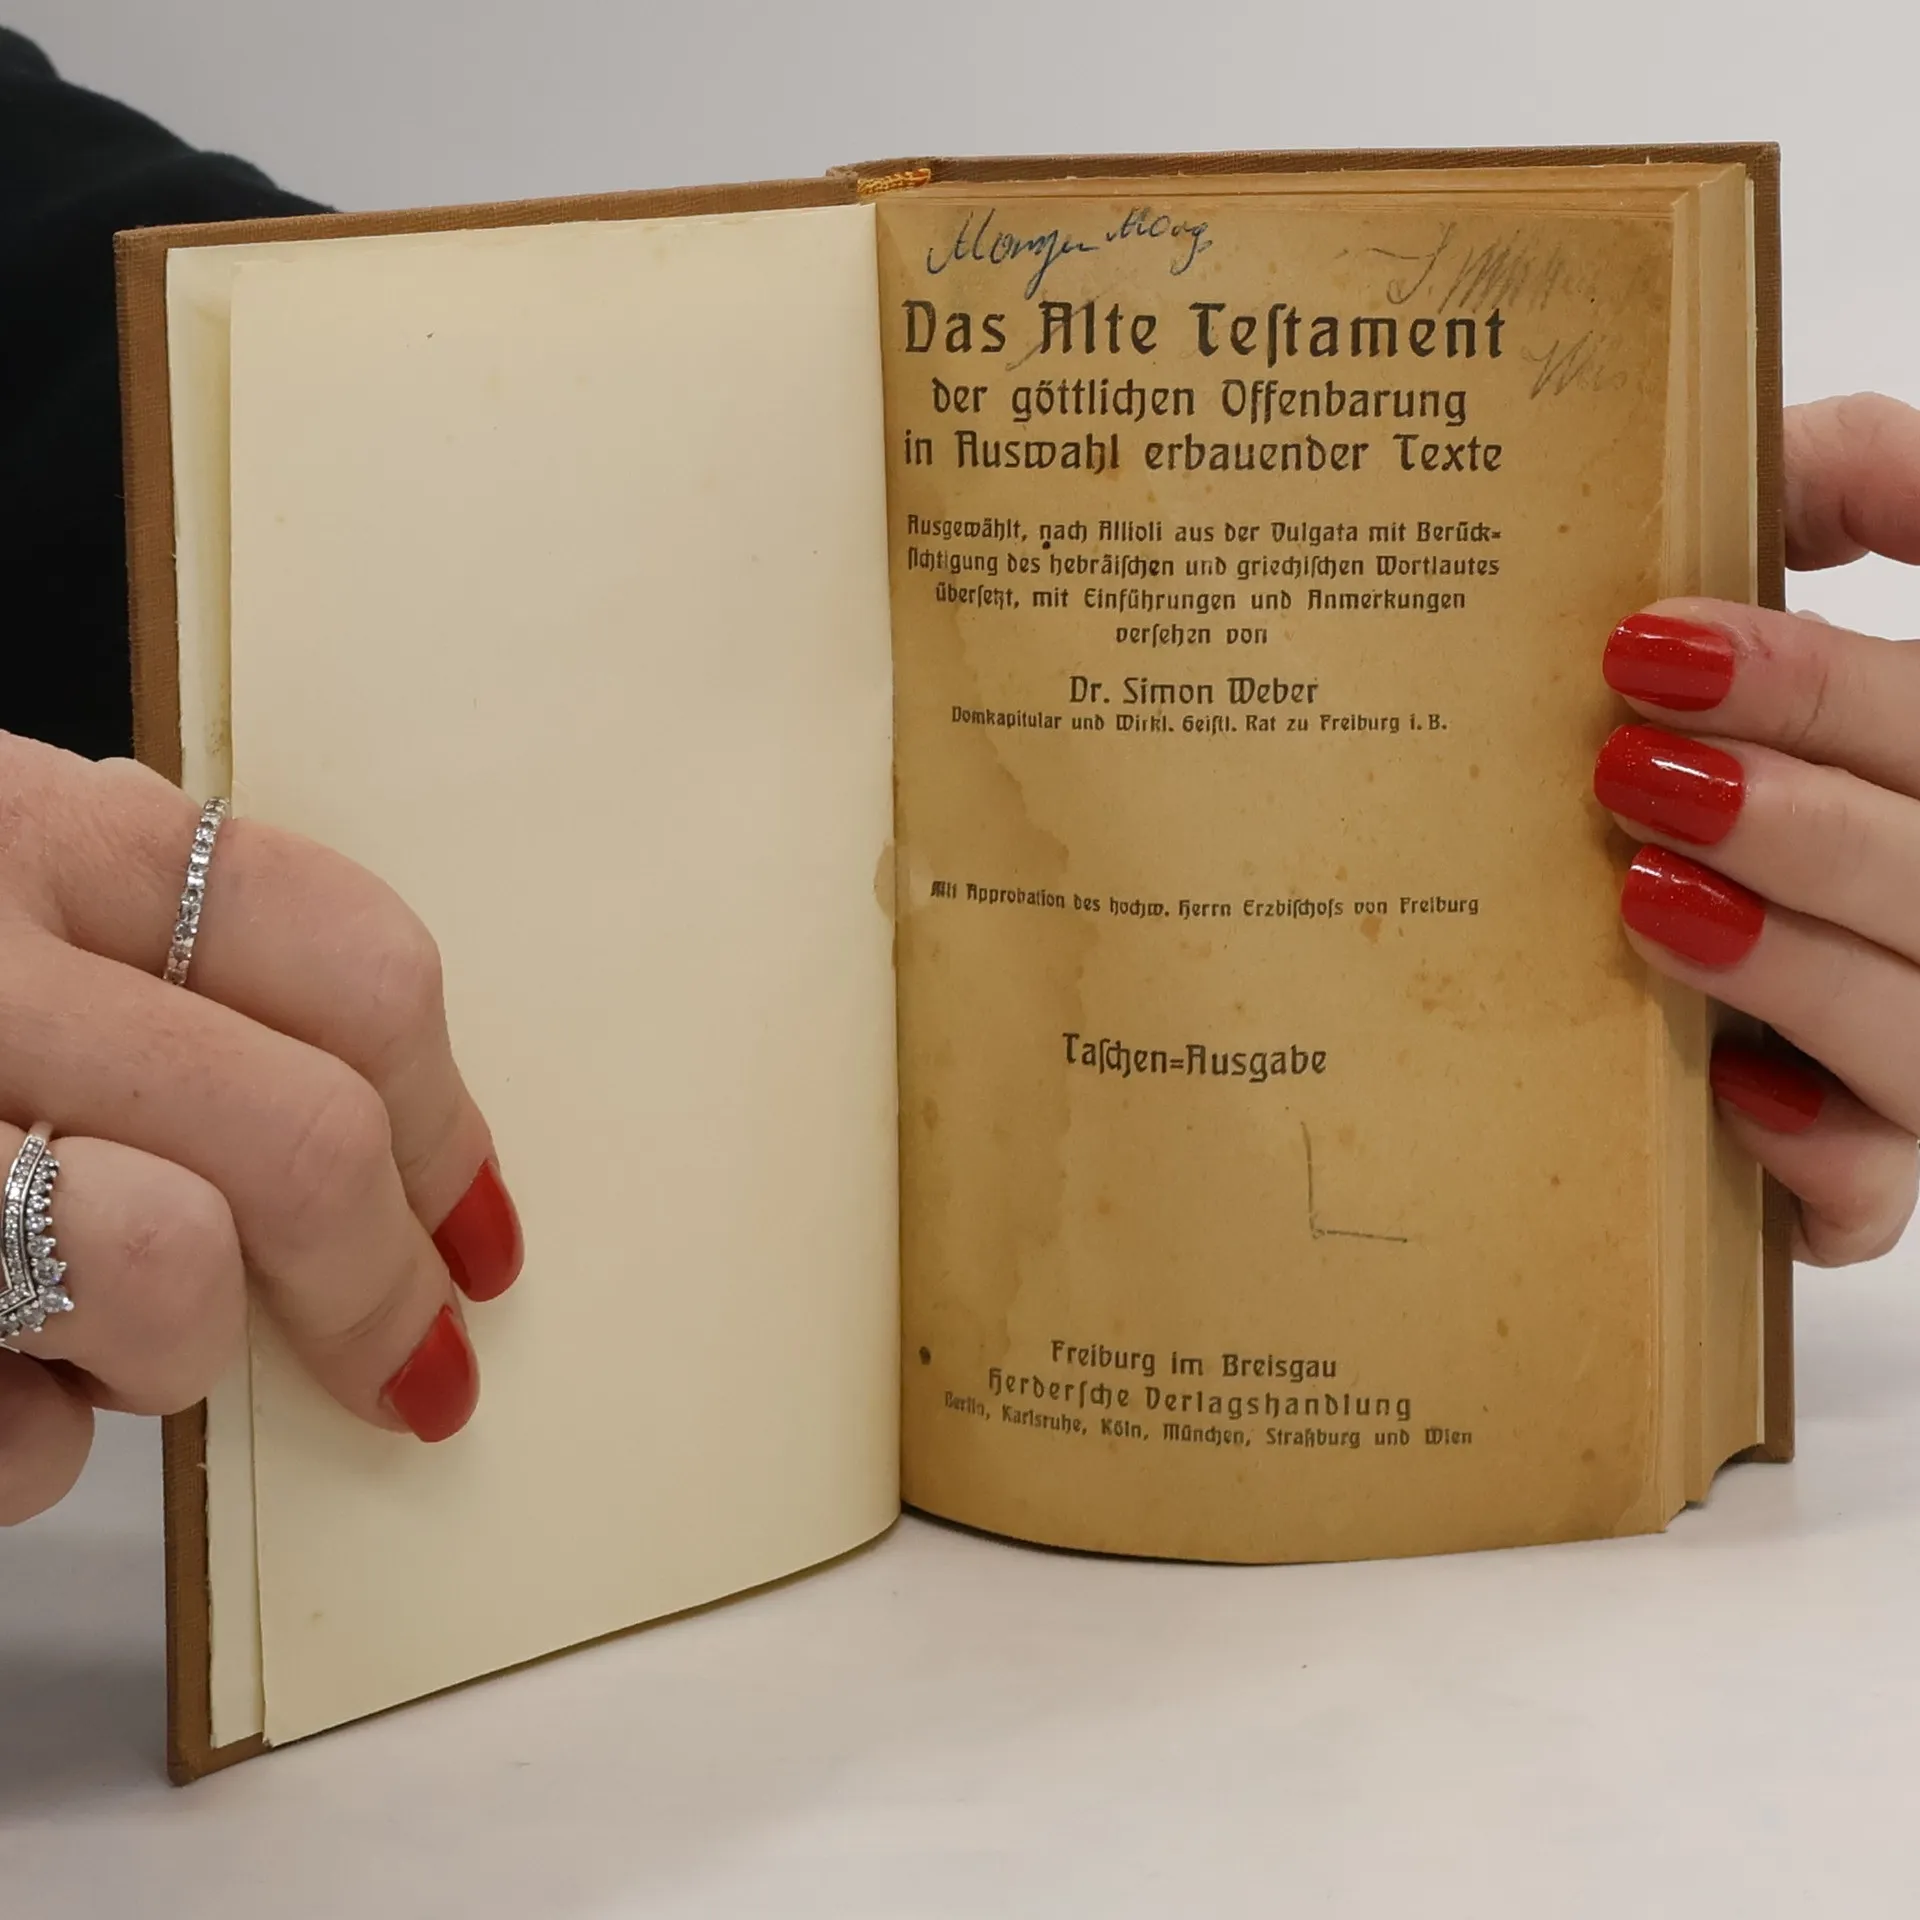 Das Alte Teſtament
der göttlichen Offenbarung
in Auswahl erbauender Texte
Ausgewählt, nach Allioli aus der Vulgata mit Berück=
ſichtigung des hebräiſchen und griechiſchen Wortlautes
überſetzt, mit Einführungen und Anmerkungen
verſehen von
Dr. Simon Weber
Domkapitular und Wirkl. Geiſtl. Rat zu Freiburg i. B.
Mit Approbation des hochw. Herrn Erzbiſchofs von Freiburg
Taſchen=Ausgabe
Freiburg im Breisgau
Herderſche Verlagshandlung
Berlin, Karlsruhe, Köln, München, Straßburg und Wien